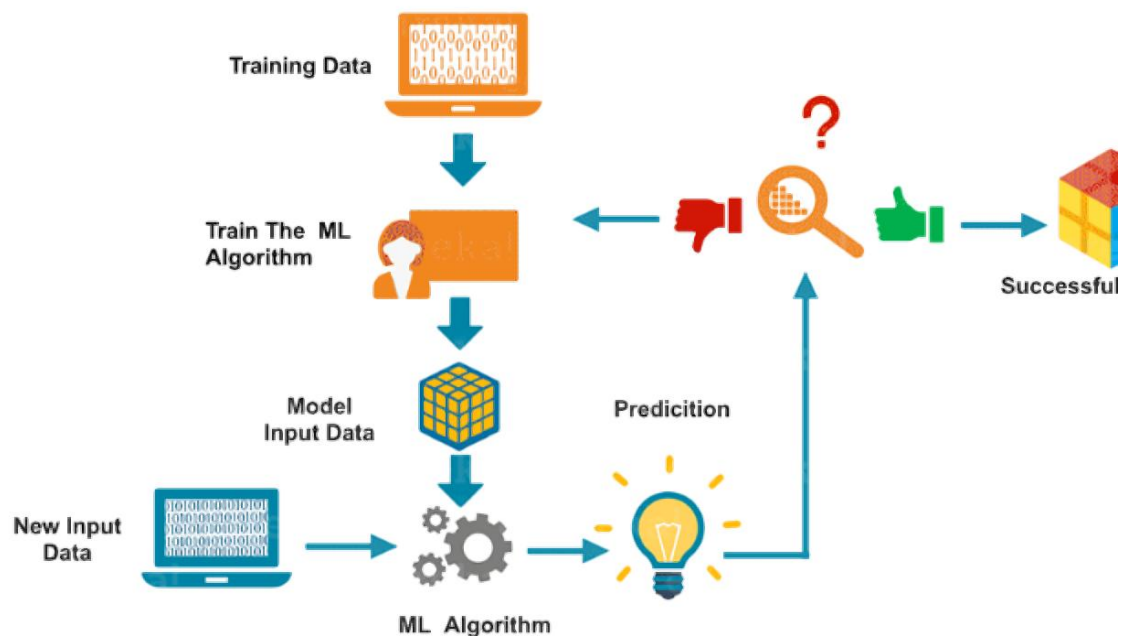 Training Data
?
Train The ML
Algorithm
Successful
Model
Input Data
Predicition
New Input
Data
ML Algorithm